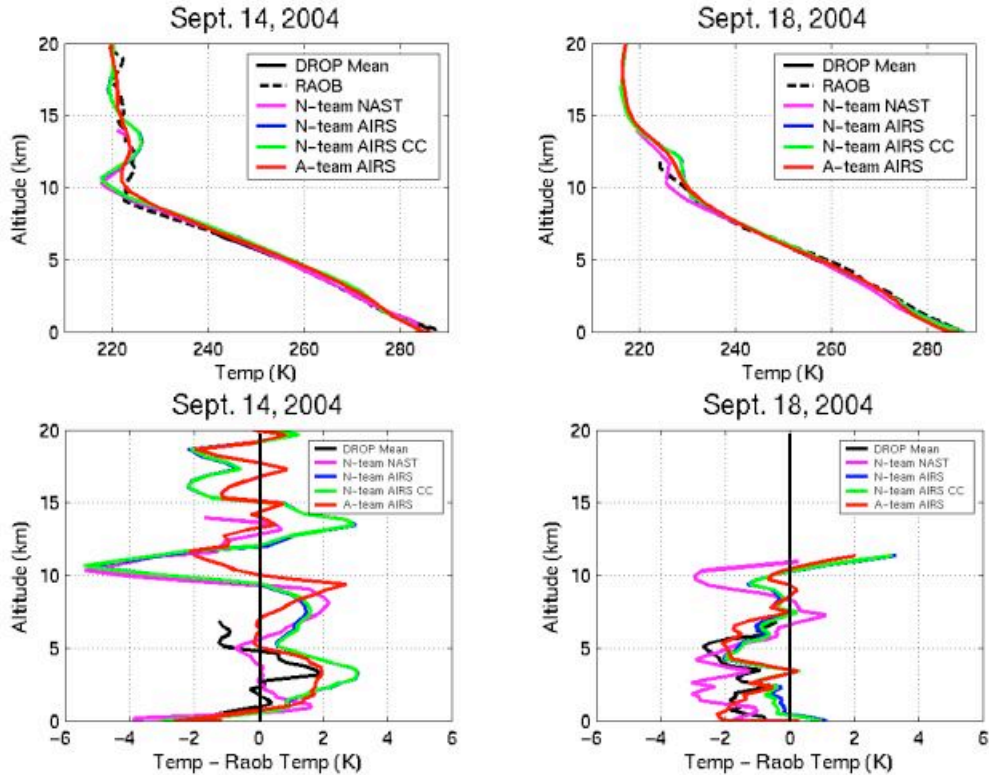 Sept. 14, 2004
20
15
10
5
0
Altitude (km)
DROP Mean
RAOB
N-team NAST
N-team AIRS
N-team AIRS CC
A-team AIRS
220 240 260 280
Temp (K)
Sept. 18, 2004
20
15
10
5
0
Altitude (km)
DROP Mean
RAOB
N-team NAST
N-team AIRS
N-team AIRS CC
A-team AIRS
220 240 260 280
Temp (K)
Sept. 14, 2004
20
15
10
5
0
Altitude (km)
DROP Mean
N-team NAST
N-team AIRS
N-team AIRS CC
A-team AIRS
−6 −4 −2 0 2 4 6
Temp − Raob Temp (K)
Sept. 18, 2004
20
15
10
5
0
Altitude (km)
DROP Mean
N-team NAST
N-team AIRS
N-team AIRS CC
A-team AIRS
−6 −4 −2 0 2 4 6
Temp − Raob Temp (K)